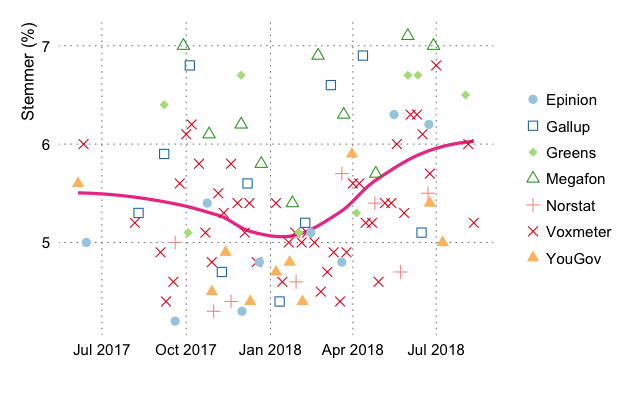 Stemmer (%)
7
6
5
Jul 2017
Oct 2017
Jan 2018
Apr 2018
Jul 2018
Epinion
Gallup
Greens
Megafon
Norstat
Voxmeter
YouGov